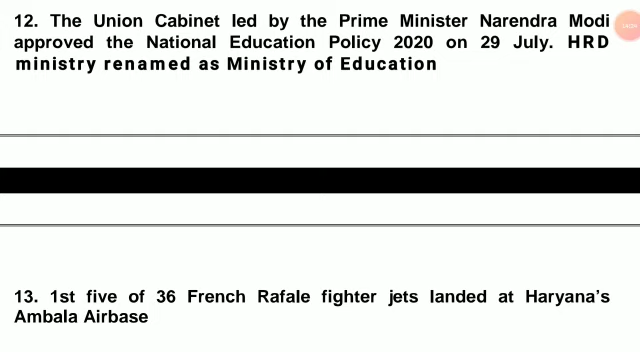 12. The Union Cabinet led by the Prime Minister Narendra Modi
approved the National Education Policy 2020 on 29 July. HRD
ministry renamed as Ministry of Education
13. 1st five of 36 French Rafale fighter jets landed at Haryana’s
Ambala Airbase